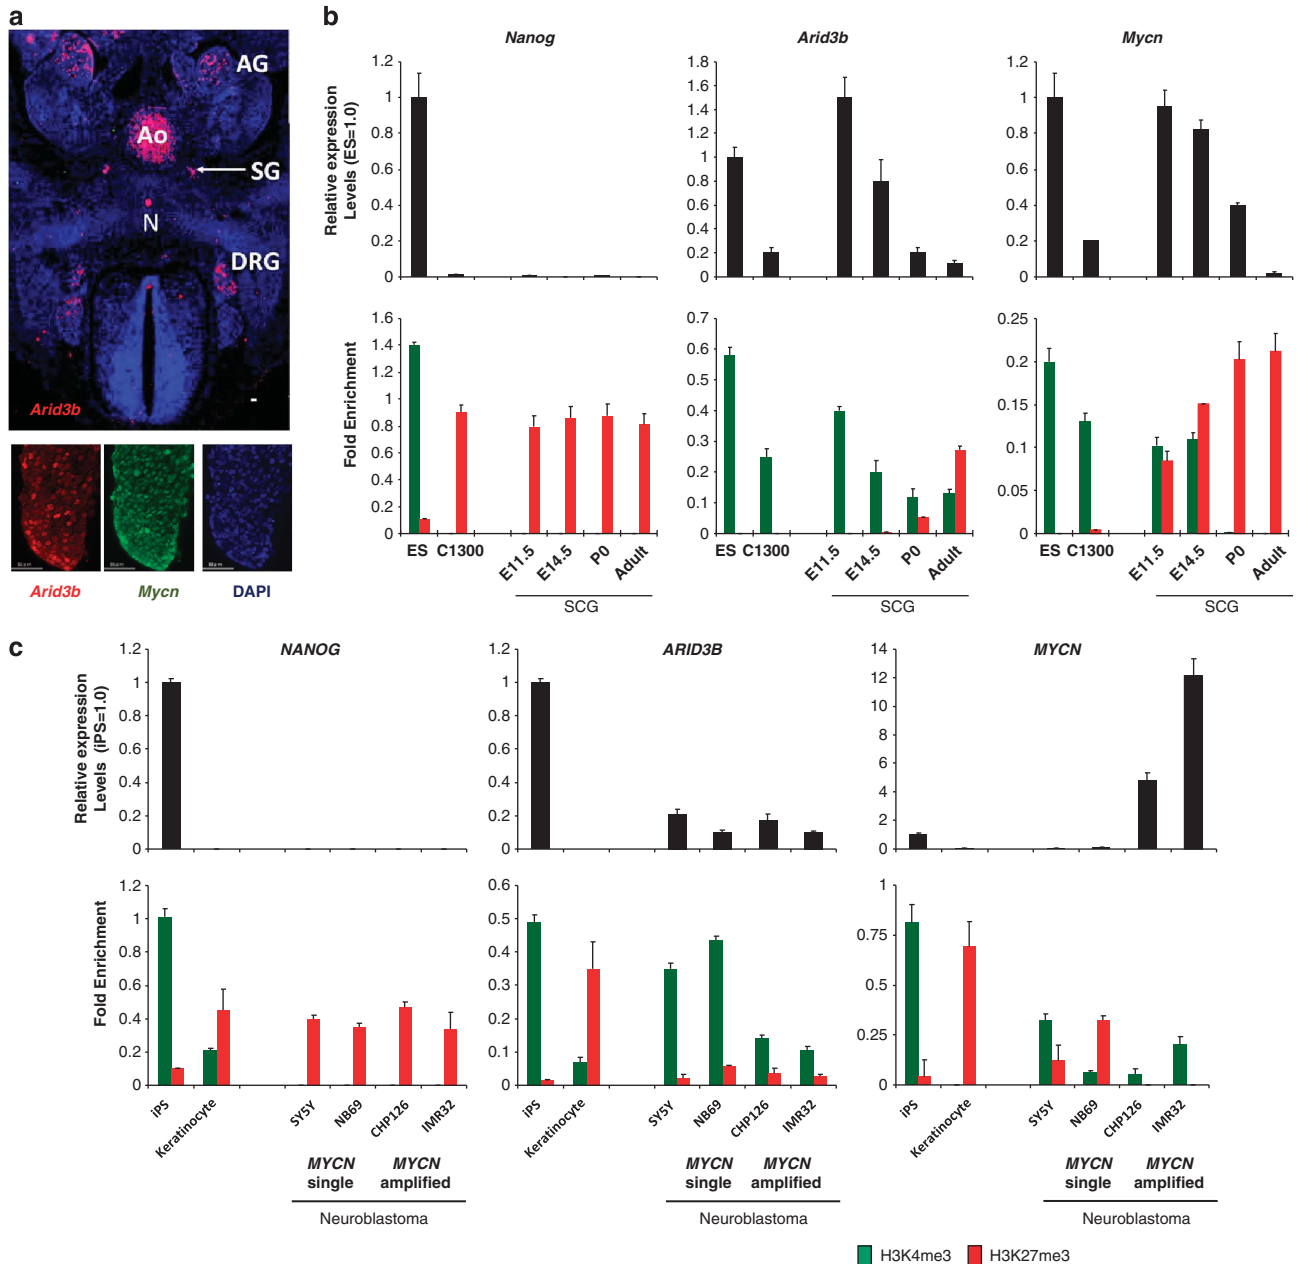 a
AG
Ao
SG
N
DRG
Arid3b
Arid3b
Mycn
DAPI
b
Nanog
Arid3b
Mycn
Relative expression
Levels (ES=1.0)
1.2
1
0.8
0.6
0.4
0.2
0
1.8
1.6
1.4
1.2
1
0.8
0.6
0.4
0.2
0
1.2
1
0.8
0.6
0.4
0.2
0
Fold Enrichment
1.6
1.4
1.2
1
0.8
0.6
0.4
0.2
0
0.7
0.6
0.5
0.4
0.3
0.2
0.1
0
0.25
0.2
0.15
0.1
0.05
0
ES C1300 E11.5 E14.5 P0 Adult
SCG
ES C1300 E11.5 E14.5 P0 Adult
SCG
ES C1300 E11.5 E14.5 P0 Adult
SCG
c
NANOG
ARID3B
MYCN
Relative expression
Levels (iPS=1.0)
1.2
1
0.8
0.6
0.4
0.2
0
1.2
1
0.8
0.6
0.4
0.2
0
14
12
10
8
6
4
2
0
Fold Enrichment
1.2
1
0.8
0.6
0.4
0.2
0
0.6
0.5
0.4
0.3
0.2
0.1
0
1
0.75
0.5
0.25
0
iPS Keratinocyte SY5Y NB69 CHP126 IMR32
MYCN single
MYCN amplified
Neuroblastoma
iPS Keratinocyte SY5Y NB69 CHP126 IMR32
MYCN single
MYCN amplified
Neuroblastoma
iPS Keratinocyte SY5Y NB69 CHP126 IMR32
MYCN single
MYCN amplified
Neuroblastoma
H3K4me3 H3K27me3